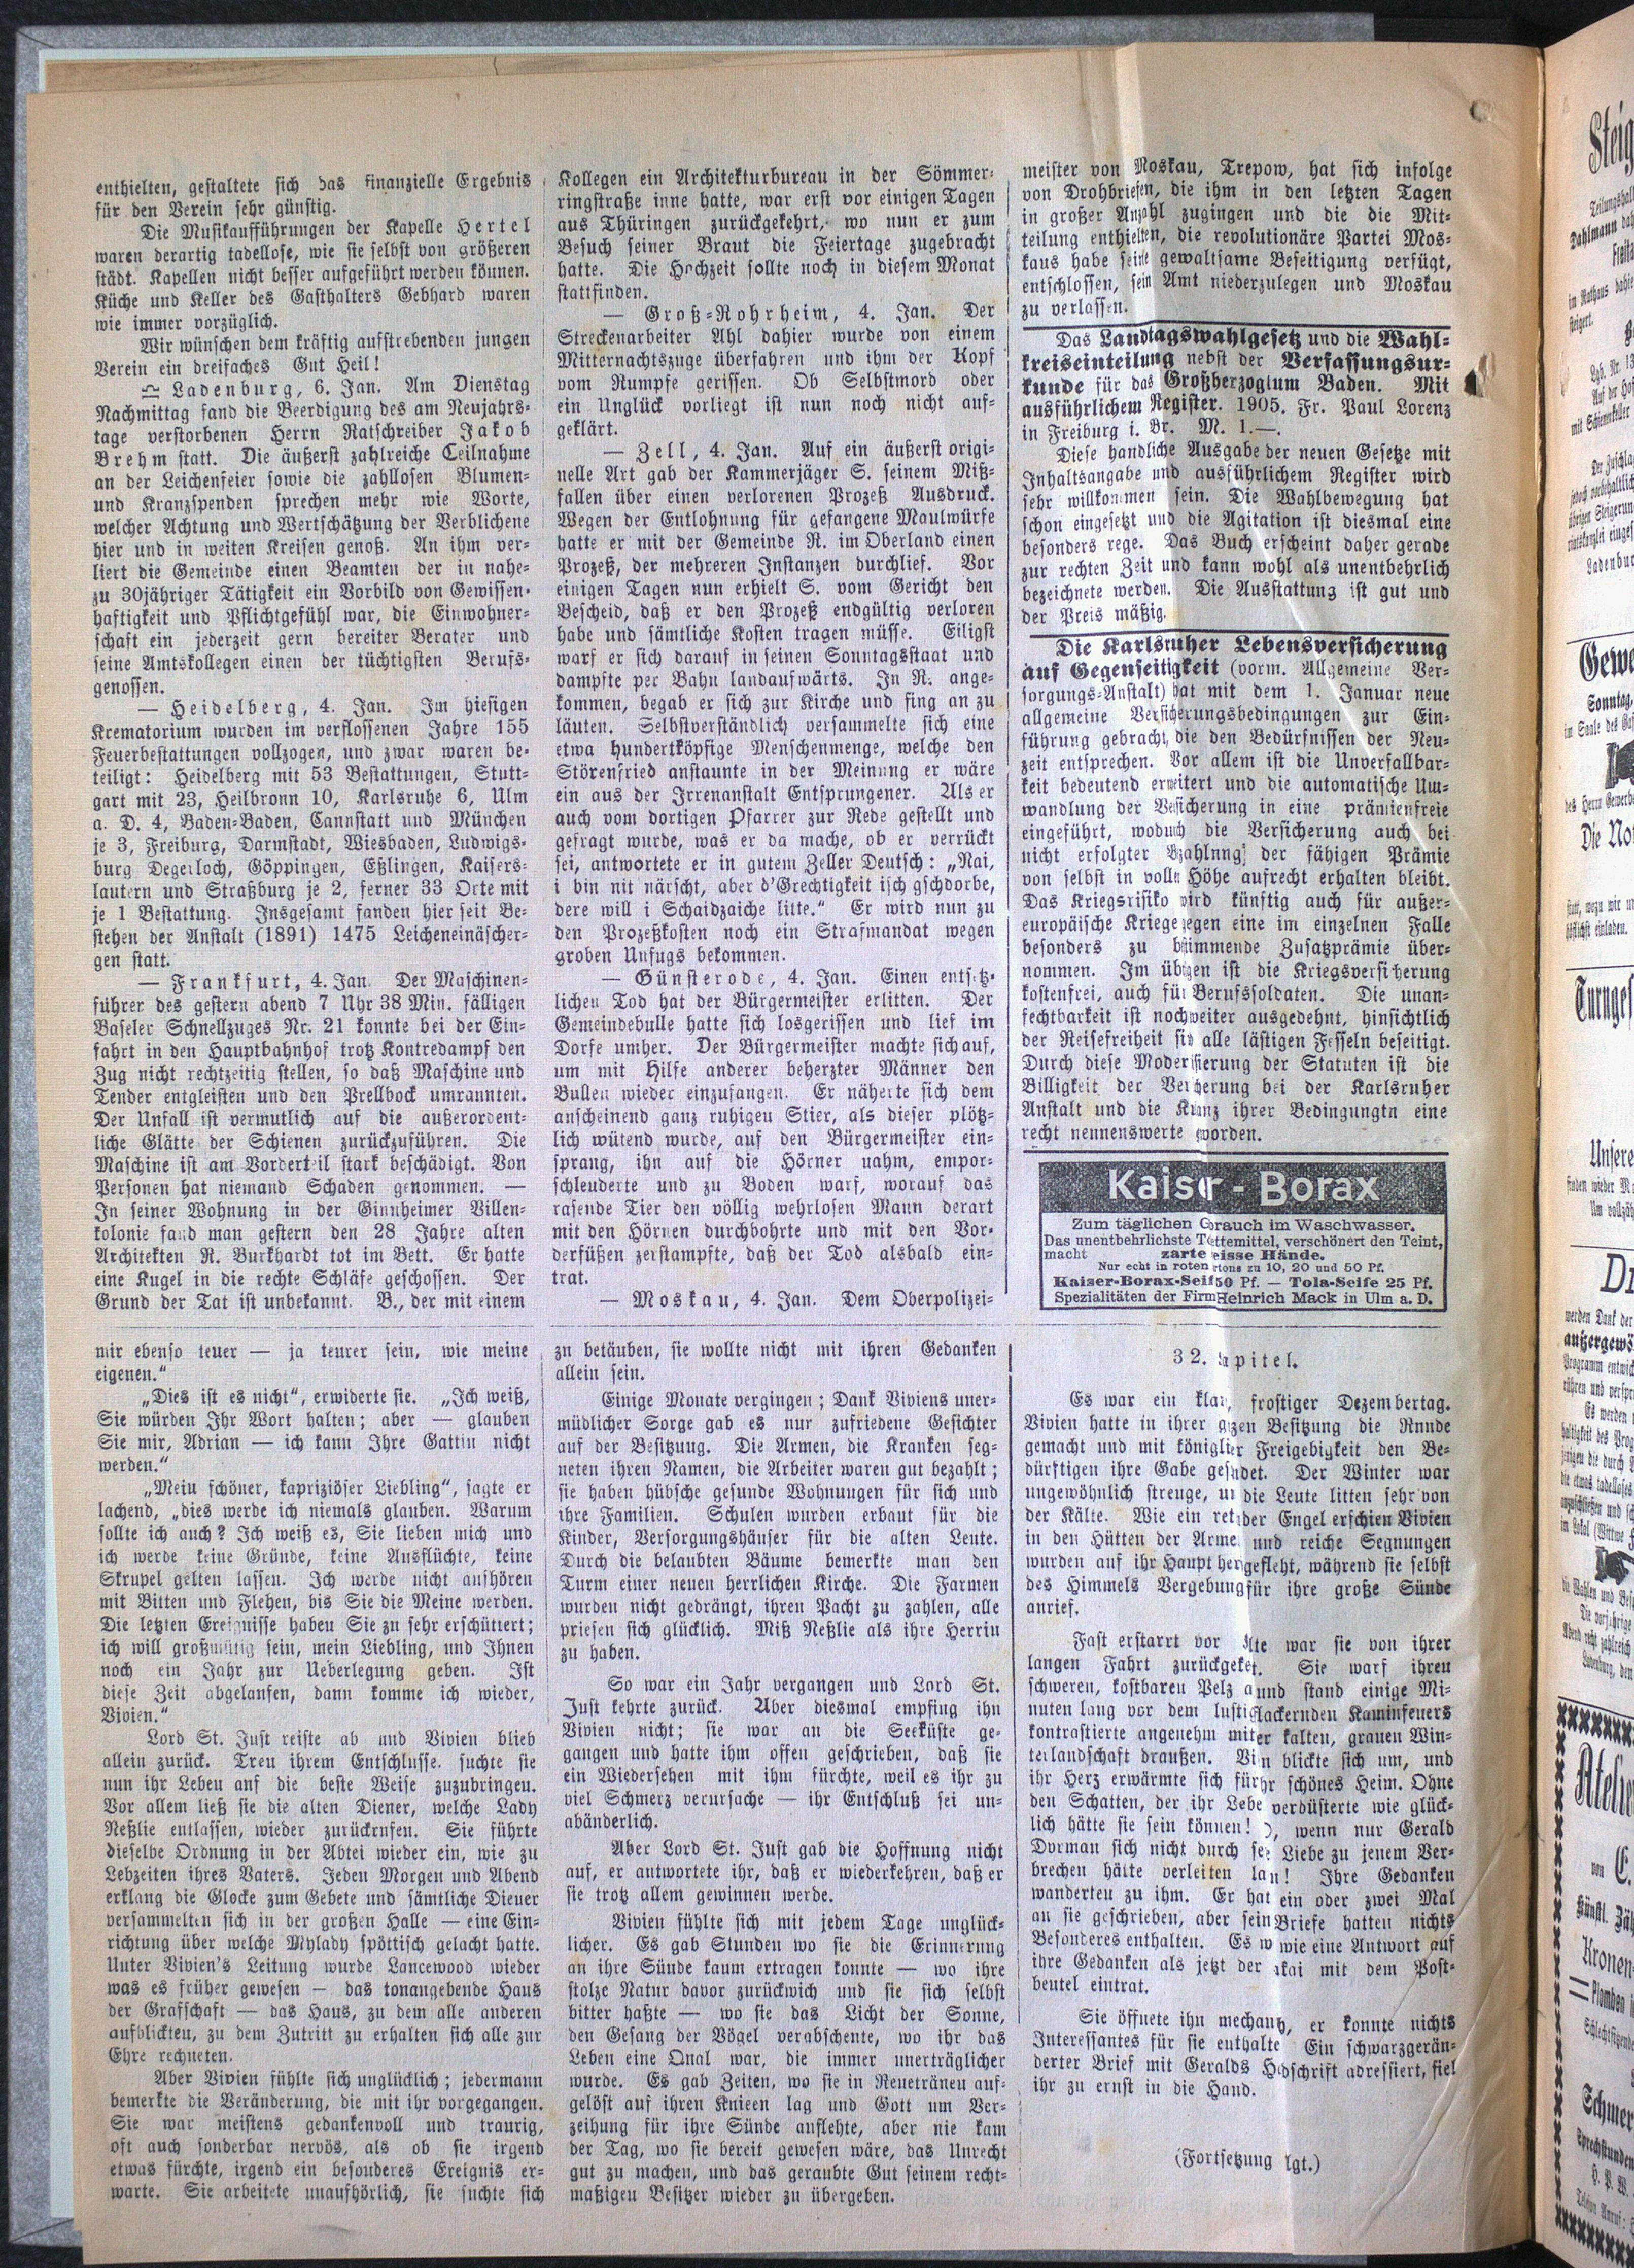 enthielten, gestaltete sich das finanzielle Ergebnis
für den Verein sehr günstig.
Die Musikaufführungen der Kapelle Hertel
waren derartig tadellose, wie sie selbst von größeren
städt. Kapellen nicht besser aufgeführt werden können.
Küche und Keller des Gasthalters Gebhard waren
wie immer vorzüglich.
Wir wünschen dem kräftig aufstrebenden jungen
Verein ein dreifaches Gut Heil!
Ladenburg, 6. Jan. Am Dienstag
Nachmittag fand die Beerdigung des am Neujahrs-
tage verstorbenen Herrn Ratschreiber Jakob
Brehm statt. Die äußerst zahlreiche Teilnahme
an der Leichenfeier sowie die zahllosen Blumen-
und Kranzspenden sprechen mehr wie Worte,
welcher Achtung und Wertschätzung der Verblichene
hier und in weiten Kreisen genoß. An ihm ver-
liert die Gemeinde einen Beamten der in nahe-
zu 30jähriger Tätigkeit ein Vorbild von Gewissen-
haftigkeit und Pflichtgefühl war, die Einwohner-
schaft ein jederzeit gern bereiter Berater und
seine Amtskollegen einen der tüchtigsten Berufs-
genossen.
— Heidelberg, 4. Jan. Im hiesigen
Krematorium wurden im verflossenen Jahre 155
Feuerbestattungen vollzogen, und zwar waren be-
teiligt: Heidelberg mit 53 Bestattungen, Stutt-
gart mit 23, Heilbronn 10, Karlsruhe 6, Ulm
a. D. 4, Baden-Baden, Cannstatt und München
je 3, Freiburg, Darmstadt, Wiesbaden, Ludwigs-
burg Degerloch, Göppingen, Eßlingen, Kaisers-
lautern und Straßburg je 2, ferner 33 Orte mit
je 1 Bestattung. Insgesamt fanden hier seit Be-
stehen der Anstalt (1891) 1475 Leicheneinäscher-
gen statt.
— Frankfurt, 4. Jan. Der Maschinen-
führer des gestern abend 7 Uhr 38 Min. fälligen
Baseler Schnellzuges Nr. 21 konnte bei der Ein-
fahrt in den Hauptbahnhof trotz Kontredampf den
Zug nicht rechtzeitig stellen, so daß Maschine und
Tender entgleisten und den Prellbock umrannten.
Der Unfall ist vermutlich auf die außerordent-
liche Glätte der Schienen zurückzuführen. Die
Maschine ist am Vorderteil stark beschädigt. Von
Personen hat niemand Schaden genommen. —
In seiner Wohnung in der Ginnheimer Villen-
kolonie fand man gestern den 28 Jahre alten
Architekten R. Burkhardt tot im Bett. Er hatte
eine Kugel in die rechte Schläfe geschossen. Der
Grund der Tat ist unbekannt. B., der mit einem
Kollegen ein Architekturbureau in der Sömmer-
ringstraße inne hatte, war erst vor einigen Tagen
aus Thüringen zurückgekehrt, wo nun er zum
Besuch seiner Braut die Feiertage zugebracht
hatte. Die Hochzeit sollte noch in diesem Monat
stattfinden.
— Groß-Rohrheim, 4. Jan. Der
Streckenarbeiter Ahl dahier wurde von einem
Mitternachtszuge überfahren und ihm der Kopf
vom Rumpfe gerissen. Ob Selbstmord oder
ein Unglück vorliegt ist nun noch nicht auf-
geklärt.
— Zell, 4. Jan. Auf ein äußerst origi-
nelle Art gab der Kammerjäger S. seinem Miß-
fallen über einen verlorenen Prozeß Ausdruck.
Wegen der Entlohnung für gefangene Maulwürfe
hatte er mit der Gemeinde R. im Oberland einen
Prozeß, der mehreren Instanzen durchlief. Vor
einigen Tagen nun erhielt S. vom Gericht den
Bescheid, daß er den Prozeß endgültig verloren
habe und sämtliche Kosten tragen müsse. Eiligst
warf er sich darauf in seinen Sonntagsstaat und
dampfte per Bahn landaufwärts. In R. ange-
kommen, begab er sich zur Kirche und fing an zu
läuten. Selbstverständlich versammelte sich eine
etwa hundertköpfige Menschenmenge, welche den
Störenfried anstaunte in der Meinung er wäre
ein aus der Irrenanstalt Entsprungener. Als er
auch vom dortigen Pfarrer zur Rede gestellt und
gefragt wurde, was er da mache, ob er verrückt
sei, antwortete er in gutem Zeller Deutsch: „Nai,
i bin nit närscht, aber d'Grechtigkeit isch gschdorbe,
dere will i Schaidzaiche litte.“ Er wird nun zu
den Prozeßkosten noch ein Strafmandat wegen
groben Unfugs bekommen.
— Günsterode, 4. Jan. Einen entsetz-
lichen Tod hat der Bürgermeister erlitten. Der
Gemeindebulle hatte sich losgerissen und lief im
Dorfe umher. Der Bürgermeister machte sich auf,
um mit Hilfe anderer beherzter Männer den
Bullen wieder einzufangen. Er näherte sich dem
anscheinend ganz ruhigen Stier, als dieser plötz-
lich wütend wurde, auf den Bürgermeister ein-
sprang, ihn auf die Hörner nahm, empor-
schleuderte und zu Boden warf, worauf das
rasende Tier den völlig wehrlosen Mann derart
mit den Hörnen durchbohrte und mit den Vor-
derfüßen zerstampfte, daß der Tod alsbald ein-
trat.
— Moskau, 4. Jan. Dem Oberpolizei-
meister von Moskau, Trepow, hat sich infolge
von Drohbriefen, die ihm in den letzten Tagen
in großer Anzahl zugingen und die die Mit-
teilung enthielten, die revolutionäre Partei Mos-
kaus habe seine gewaltsame Beseitigung verfügt,
entschlossen, sein Amt niederzulegen und Moskau
zu verlassen.
Das Landtagswahlgesetz und die Wahl-
kreiseinteilung nebst der Verfassungsur-
kunde für das Großherzogtum Baden. Mit
ausführlichem Register. 1905. Fr. Paul Lorenz
in Freiburg i. Br. M. 1.—.
Diese handliche Ausgabe der neuen Gesetze mit
Inhaltsangabe und ausführlichem Register wird
sehr willkommen sein. Die Wahlbewegung hat
schon eingesetzt und die Agitation ist diesmal eine
besonders rege. Das Buch erscheint daher gerade
zur rechten Zeit und kann wohl als unentbehrlich
bezeichnete werden. Die Ausstattung ist gut und
der Preis mäßig.
Die Karlsruher Lebensversicherung
auf Gegenseitigkeit (vorm. Allgemeine Ver-
sorgungs-Anstalt) hat mit dem 1. Januar neue
allgemeine Versicherungsbedingungen zur Ein-
führung gebracht, die den Bedürfnissen der Neu-
zeit entsprechen. Vor allem ist die Unverfallbar-
keit bedeutend erweitert und die automatische Um-
wandlung der Versicherung in eine prämienfreie
eingeführt, wodurch die Versicherung auch bei
nicht erfolgter Bzahlnng der fähigen Prämie
von selbst in voller Höhe aufrecht erhalten bleibt.
Das Kriegsrisiko wird künftig auch für außer-
europäische Kriege gegen eine im einzelnen Falle
besonders zu bestimmende Zusatzprämie über-
nommen. Im übrigen ist die Kriegsversicherung
kostenfrei, auch für Berufssoldaten. Die unan-
fechtbarkeit ist noch weiter ausgedehnt, hinsichtlich
der Reisefreiheit sind alle lästigen Fesseln beseitigt.
Durch diese Modernisierung der Statuten ist die
Billigkeit der Versicherung bei der Karlsruher
Anstalt und die ihrer Bedingungtn eine
recht nennenswerte geworden.
Kaiser-Borax
Zum täglichen Gebrauch im Waschwasser.
Das unentbehrlichste Toilettemittel, verschönert den Teint,
macht zarte weisse Hände.
Nur echt in roten Cartons zu 10, 20 und 50 Pf.
Kaiser-Borax-Seife 50 Pf. — Tola-Seife 25 Pf.
Spezialitäten der Firma Heinrich Mack in Ulm a. D.
mir ebenso teuer — ja teurer sein, wie meine
eigenen.“
„Dies ist es nicht“, erwiderte sie. „Ich weiß,
Sie würden Ihr Wort halten; aber — glauben
Sie mir, Adrian — ich kann Ihre Gattin nicht
werden.“
„Mein schöner, kapriziöser Liebling“, sagte er
lachend, „dies werde ich niemals glauben. Warum
sollte ich auch? Ich weiß es, Sie lieben mich und
ich werde keine Gründe, keine Ausflüchte, keine
Skrupel gelten lassen. Ich werde nicht aufhören
mit Bitten und Flehen, bis Sie die Meine werden.
Die letzten Ereignisse haben Sie zu sehr erschüttert;
ich will großmütig sein, mein Liebling, und Ihnen
noch ein Jahr zur Ueberlegung geben. Ist
diese Zeit abgelaufen, dann komme ich wieder,
Vivien.“
Lord St. Just reiste ab und Vivien blieb
allein zurück. Treu ihrem Entschlusse suchte sie
nun ihr Leben auf die beste Weise zuzubringen.
Vor allem ließ sie die alten Diener, welche Lady
Neßlie entlassen, wieder zurückrufen. Sie führte
dieselbe Ordnung in der Abtei wieder ein, wie zu
Lebzeiten ihres Vaters. Jeden Morgen und Abend
erklang die Glocke zum Gebete und sämtliche Diener
versammelten sich in der großen Halle — eine Ein-
richtung über welche Mylady spöttisch gelacht hatte.
Unter Vivien's Leitung wurde Lancewood wieder
was es früher gewesen — das tonangebende Haus
der Grafschaft — das Haus, zu dem alle anderen
aufblickten, zu dem Zutritt zu erhalten sich alle zur
Ehre rechneten.
Aber Vivien fühlte sich unglücklich; jedermann
bemerkte die Veränderung, die mit ihr vorgegangen.
Sie war meistens gedankenvoll und traurig,
oft auch sonderbar nervös, als ob sie irgend
etwas fürchte, irgend ein besonderes Ereignis er-
warte. Sie arbeitete unaufhörlich, sie suchte sich
zu betäuben, sie wollte nicht mit ihren Gedanken
allein sein.
Einige Monate vergingen; Dank Viviens uner-
müdlicher Sorge gab es nur zufriedene Gesichter
auf der Besitzung. Die Armen, die Kranken seg-
neten ihren Namen, die Arbeiter waren gut bezahlt;
sie haben hübsche gesunde Wohnungen für sich und
ihre Familien. Schulen wurden erbaut für die
Kinder, Versorgungshäuser für die alten Leute.
Durch die belaubten Bäume bemerkte man den
Turm einer neuen herrlichen Kirche. Die Farmen
wurden nicht gedrängt, ihren Pacht zu zahlen, alle
priesen sich glücklich. Miß Neßlie als ihre Herrin
zu haben.
So war ein Jahr vergangen und Lord St.
Just kehrte zurück. Aber diesmal empfing ihn
Vivien nicht; sie war an die Seeküste ge-
gangen und hatte ihm offen geschrieben, daß sie
ein Wiedersehen mit ihm fürchte, weil es ihr zu
viel Schmerz verursache — ihr Entschluß sei un-
abänderlich.
Aber Lord St. Just gab die Hoffnung nicht
auf, er antwortete ihr, daß er wiederkehren, daß er
sie trotz allem gewinnen werde.
Vivien fühlte sich mit jedem Tage unglück-
licher. Es gab Stunden wo sie die Erinnerung
an ihre Sünde kaum ertragen konnte — wo ihre
stolze Natur davor zurückwich und sie sich selbst
bitter haßte — wo sie das Licht der Sonne,
den Gesang der Vögel verabscheute, wo ihr das
Leben eine Qual war, die immer unerträglicher
wurde. Es gab Zeiten, wo sie in Reuetränen auf-
gelöst auf ihren Knieen lag und Gott um Ver-
zeihung für ihre Sünde anflehte, aber nie kam
der Tag, wo sie bereit gewesen wäre, das Unrecht
gut zu machen, und das geraubte Gut seinem recht-
mäßigen Besitzer wieder zu übergeben.
32. Kapitel.
Es war ein klarer, frostiger Dezembertag.
Vivien hatte in ihrer ganzen Besitzung die Runde
gemacht und mit königlicher Freigebigkeit den Be-
dürftigen ihre Gabe gesendet. Der Winter war
ungewöhnlich strenge, und die Leute litten sehr von
der Kälte. Wie ein rettender Engel erschien Vivien
in den Hütten der Armen und reiche Segnungen
wurden auf ihr Haupt herabgefleht, während sie selbst
des Himmels Vergebung für ihre große Sünde
anrief.
Fast erstarrt vor Kälte war sie von ihrer
langen Fahrt zurückgekehrt. Sie warf ihren
schweren, kostbaren Pelz ab und stand einige Mi-
nuten lang vor dem lustig flackernden Kaminfeuers
kontrastierte angenehm mit der kalten, grauen Win-
terlandschaft draußen. Vivien blickte sich um, und
ihr Herz erwärmte sich für ihr schönes Heim. Ohne
den Schatten, der ihr Leben verdüsterte wie glück-
lich hätte sie sein können! O, wenn nur Gerald
Dorman sich nicht durch seine Liebe zu jenem Ver-
brechen hätte verleiten lassen! Ihre Gedanken
wanderten zu ihm. Er hatte ein oder zwei Mal
an sie geschrieben, aber seine Briefe hatten nichts
Besonderes enthalten. Es war wie eine Antwort auf
ihre Gedanken als jetzt der Lakai mit dem Post-
beutel eintrat.
Sie öffnete ihn mechanisch, er konnte nichts
Interessantes für sie enthalten. Ein schwarzgerän-
derter Brief mit Geralds Handschrift adressiert, fiel
ihr zu ernst in die Hand.
(Fortsetzung folgt.)